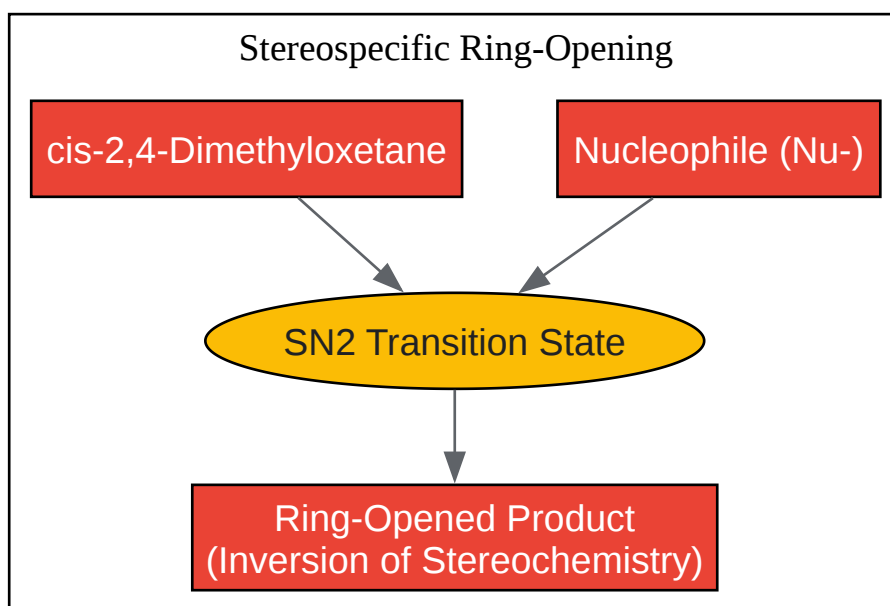 Stereospecific Ring-Opening
cis-2,4-Dimethyloxetane
Nucleophile (Nu-)
SN2 Transition State
Ring-Opened Product
(Inversion of Stereochemistry)